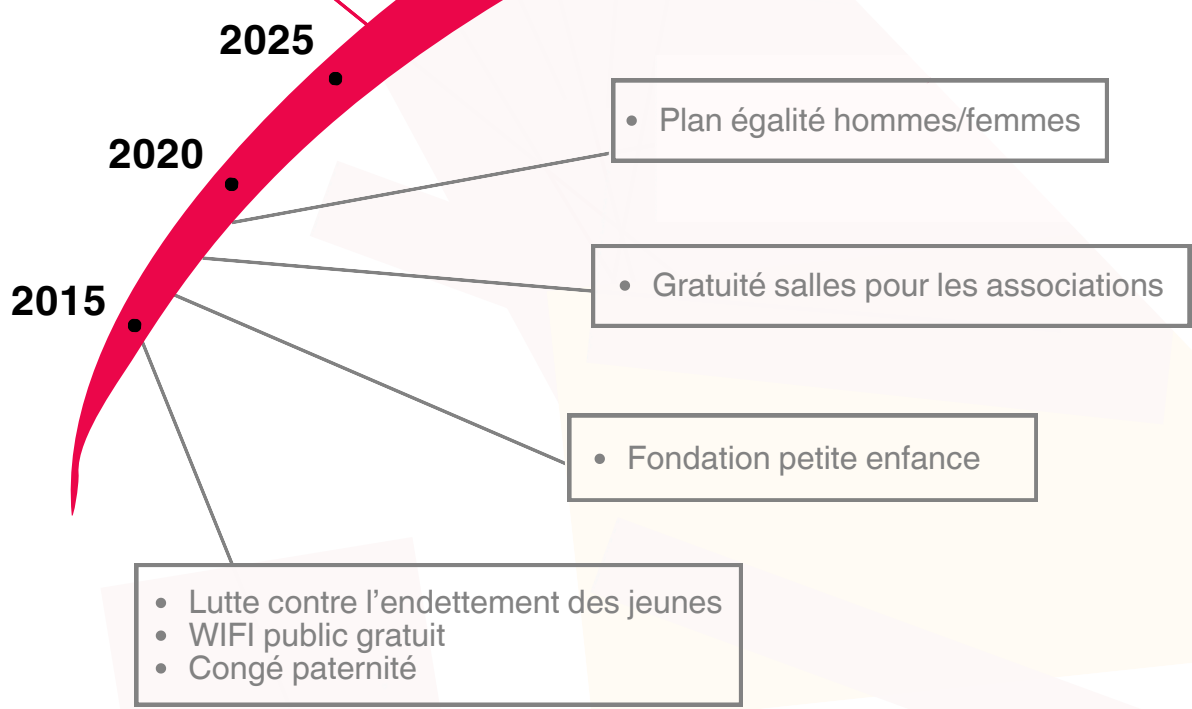 2025
• Plan égalité hommes/femmes
2020
• Gratuité salles pour les associations
2015
• Fondation petite enfance
• Lutte contre l’endettement des jeunes
• WIFI public gratuit
• Congé paternité